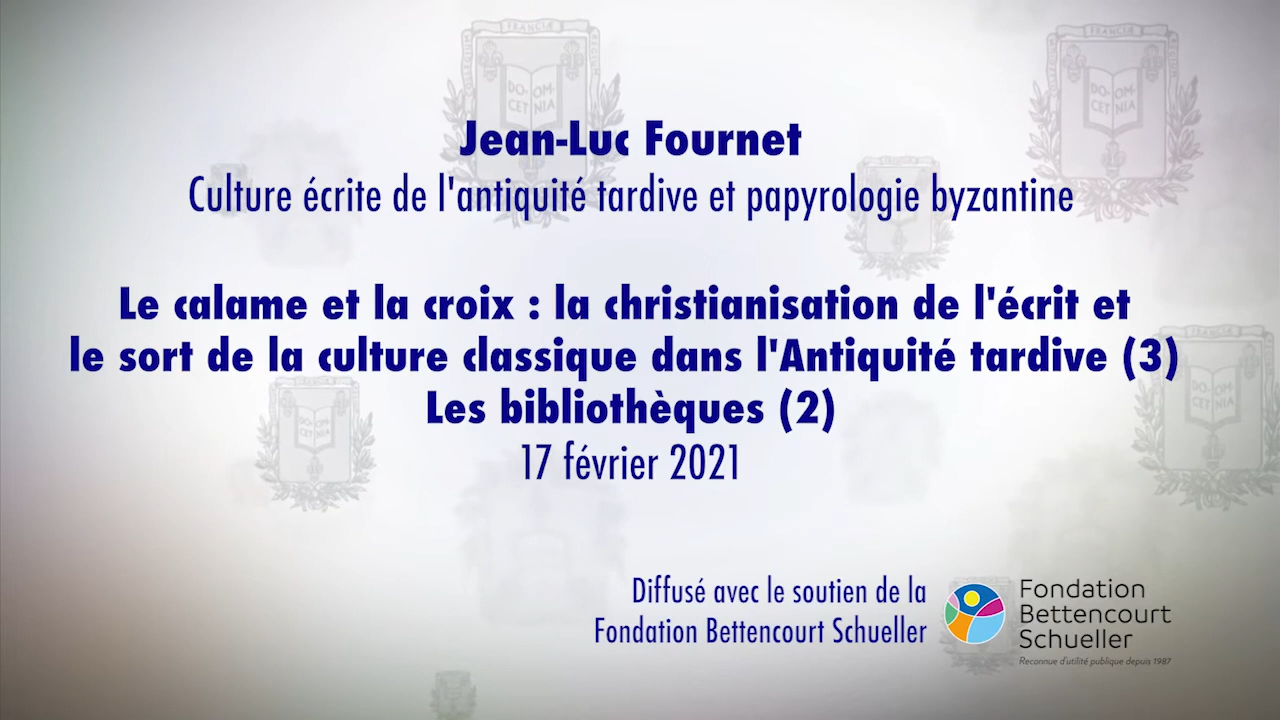 Jean-Luc Fournet
Culture écrite de l'antiquité tardive et papyrologie byzantine
Le calame et la croix : la christianisation de l'écrit et
le sort de la culture classique dans l'Antiquité tardive (3)
Les bibliothèques (2)
17 février 2021
Diffusé avec le soutien de la
Fondation Bettencourt Schueller
Fondation
Bettencourt
Schueller
Reconnue d'utilité publique depuis 1987